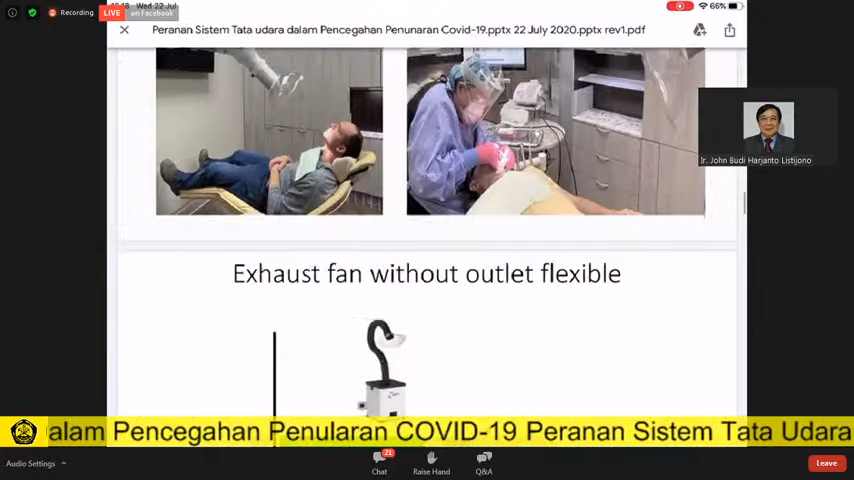 10.18 Wed 22 Jul
66%
Recording
LIVE on Facebook
Peranan Sistem Tata udara dalam Pencegahan Penunaran Covid-19.pptx 22 July 2020.pptx rev1.pdf
Ir. John Budi Harjanto Listijono
Exhaust fan without outlet flexible
alam Pencegahan Penularan COVID-19 Peranan Sistem Tata Udara
Audio Settings
21
Chat
Raise Hand
Q&A
Leave